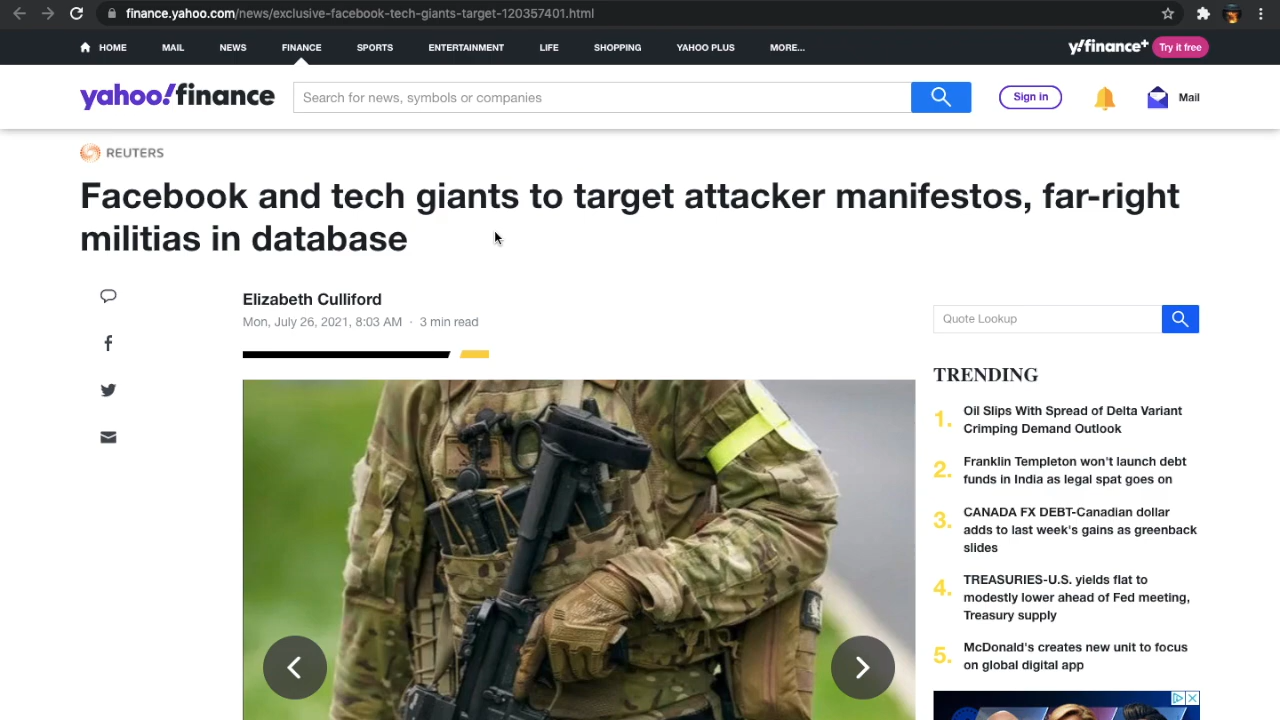 finance.yahoo.com/news/exclusive-facebook-tech-giants-target-120357401.html
HOME MAIL NEWS FINANCE SPORTS ENTERTAINMENT LIFE SHOPPING YAHOO PLUS MORE... y!finance+ Try it free
yahoo!finance Search for news, symbols or companies Sign in Mail
REUTERS
Facebook and tech giants to target attacker manifestos, far-right
militias in database
Elizabeth Culliford
Mon, July 26, 2021, 8:03 AM · 3 min read
Quote Lookup
TRENDING
1. Oil Slips With Spread of Delta Variant
Crimping Demand Outlook
2. Franklin Templeton won't launch debt
funds in India as legal spat goes on
3. CANADA FX DEBT-Canadian dollar
adds to last week's gains as greenback
slides
4. TREASURIES-U.S. yields flat to
modestly lower ahead of Fed meeting,
Treasury supply
5. McDonald's creates new unit to focus
on global digital app